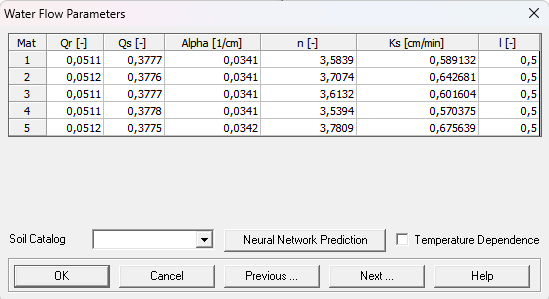 Water Flow Parameters
Mat Qr [-] Qs [-] Alpha [1/cm] n [-] Ks [cm/min] l [-]
1 0,0511 0,3777 0,0341 3,5839 0,589132 0,5
2 0,0512 0,3776 0,0341 3,7074 0,642681 0,5
3 0,0511 0,3777 0,0341 3,6132 0,601604 0,5
4 0,0511 0,3778 0,0341 3,5394 0,570375 0,5
5 0,0512 0,3775 0,0342 3,7809 0,675639 0,5
Soil Catalog Neural Network Prediction Temperature Dependence
OK Cancel Previous ... Next ... Help